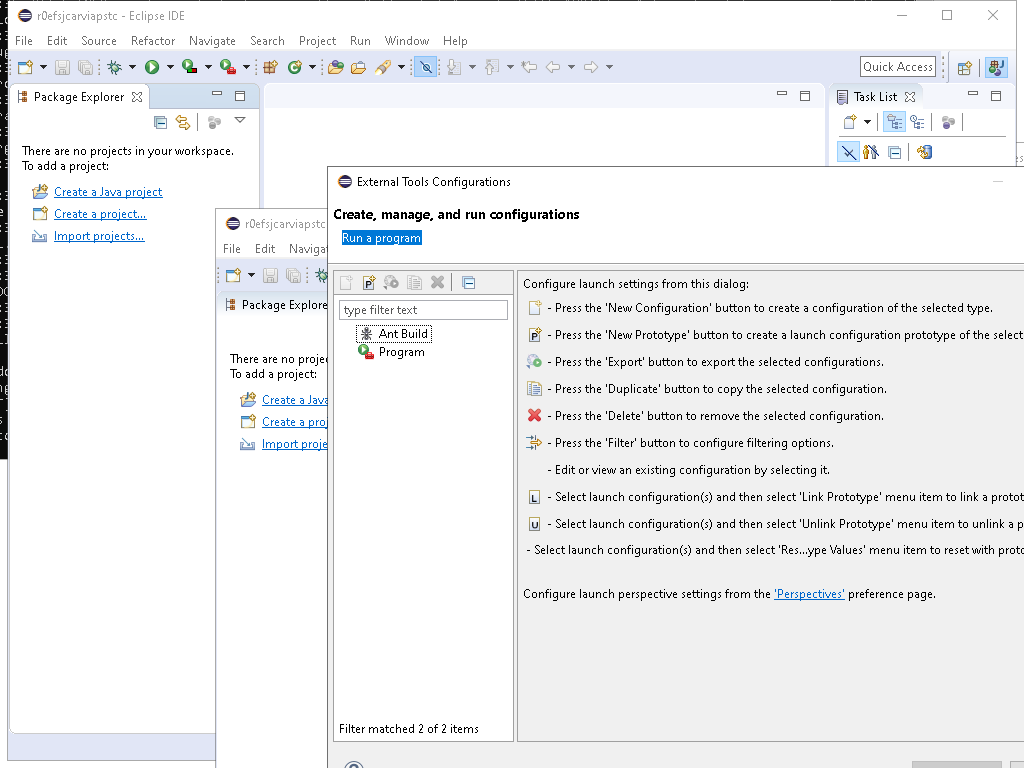 r0efsjcarviapstc - Eclipse IDE
File Edit Source Refactor Navigate Search Project Run Window Help
Quick Access
Package Explorer
Task List
There are no projects in your workspace.
To add a project:
Create a Java project
Create a project...
Import projects...
r0efsjcarviapstc
File Edit Navigat
Package Explore
There are no projec
To add a project:
Create a Java
Create a proj
Import proje
External Tools Configurations
Create, manage, and run configurations
Run a program
type filter text
Ant Build
Program
Filter matched 2 of 2 items
Configure launch settings from this dialog:
- Press the 'New Configuration' button to create a configuration of the selected type.
- Press the 'New Prototype' button to create a launch configuration prototype of the select
- Press the 'Export' button to export the selected configurations.
- Press the 'Duplicate' button to copy the selected configuration.
- Press the 'Delete' button to remove the selected configuration.
- Press the 'Filter' button to configure filtering options.
- Edit or view an existing configuration by selecting it.
- Select launch configuration(s) and then select 'Link Prototype' menu item to link a protot
- Select launch configuration(s) and then select 'Unlink Prototype' menu item to unlink a p
- Select launch configuration(s) and then select 'Res...ype Values' menu item to reset with proto
Configure launch perspective settings from the 'Perspectives' preference page.